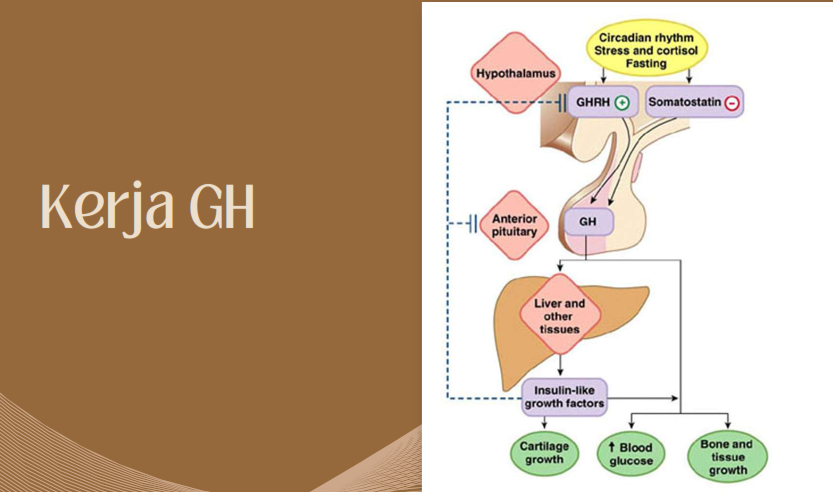 Kerja GH
Circadian rhythm
Stress and cortisol
Fasting
Hypothalamus
GHRH +
Somatostatin −
Anterior
pituitary
GH
Liver and
other
tissues
Insulin-like
growth factors
Cartilage
growth
↑ Blood
glucose
Bone and
tissue
growth